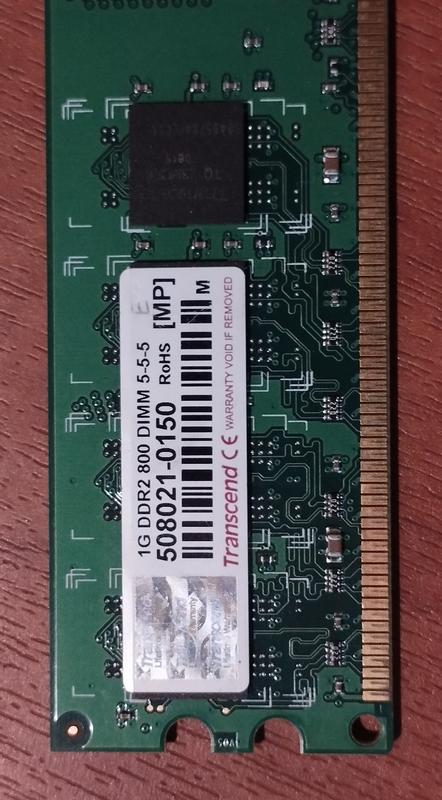 1G DDR2 800 DIMM 5-5-5
508021-0150 RoHS [MP]
M
Transcend CE WARRANTY VOID IF REMOVED